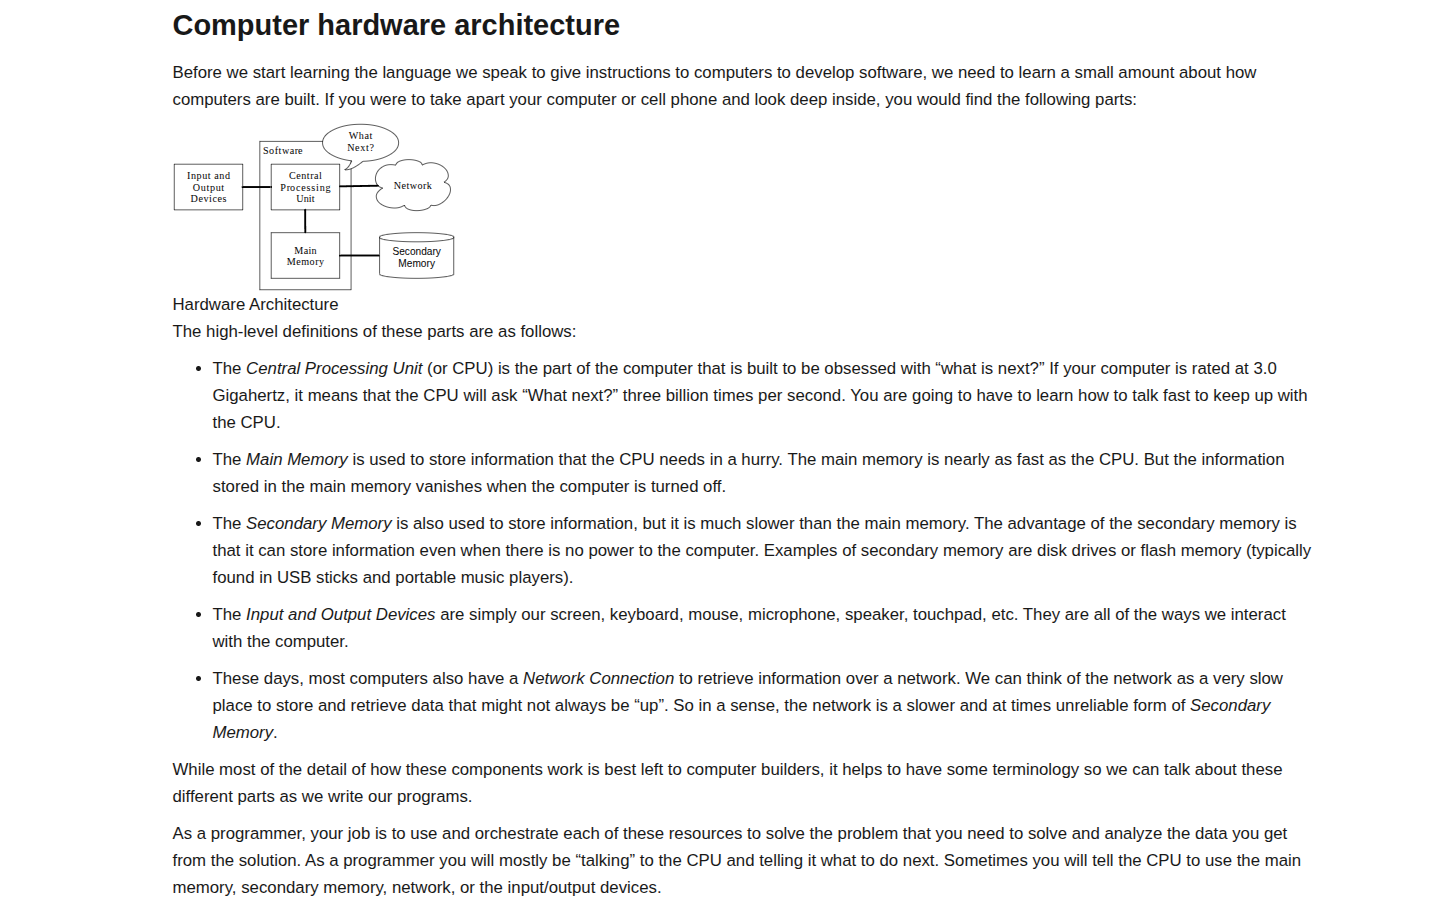 Computer hardware architecture
Before we start learning the language we speak to give instructions to computers to develop software, we need to learn a small amount about how
computers are built. If you were to take apart your computer or cell phone and look deep inside, you would find the following parts:
What
Next?
Software
Input and
Output
Devices
Central
Processing
Unit
Network
Main
Memory
Secondary
Memory
Hardware Architecture
The high-level definitions of these parts are as follows:
• The Central Processing Unit (or CPU) is the part of the computer that is built to be obsessed with “what is next?” If your computer is rated at 3.0
Gigahertz, it means that the CPU will ask “What next?” three billion times per second. You are going to have to learn how to talk fast to keep up with
the CPU.
• The Main Memory is used to store information that the CPU needs in a hurry. The main memory is nearly as fast as the CPU. But the information
stored in the main memory vanishes when the computer is turned off.
• The Secondary Memory is also used to store information, but it is much slower than the main memory. The advantage of the secondary memory is
that it can store information even when there is no power to the computer. Examples of secondary memory are disk drives or flash memory (typically
found in USB sticks and portable music players).
• The Input and Output Devices are simply our screen, keyboard, mouse, microphone, speaker, touchpad, etc. They are all of the ways we interact
with the computer.
• These days, most computers also have a Network Connection to retrieve information over a network. We can think of the network as a very slow
place to store and retrieve data that might not always be “up”. So in a sense, the network is a slower and at times unreliable form of Secondary
Memory.
While most of the detail of how these components work is best left to computer builders, it helps to have some terminology so we can talk about these
different parts as we write our programs.
As a programmer, your job is to use and orchestrate each of these resources to solve the problem that you need to solve and analyze the data you get
from the solution. As a programmer you will mostly be “talking” to the CPU and telling it what to do next. Sometimes you will tell the CPU to use the main
memory, secondary memory, network, or the input/output devices.